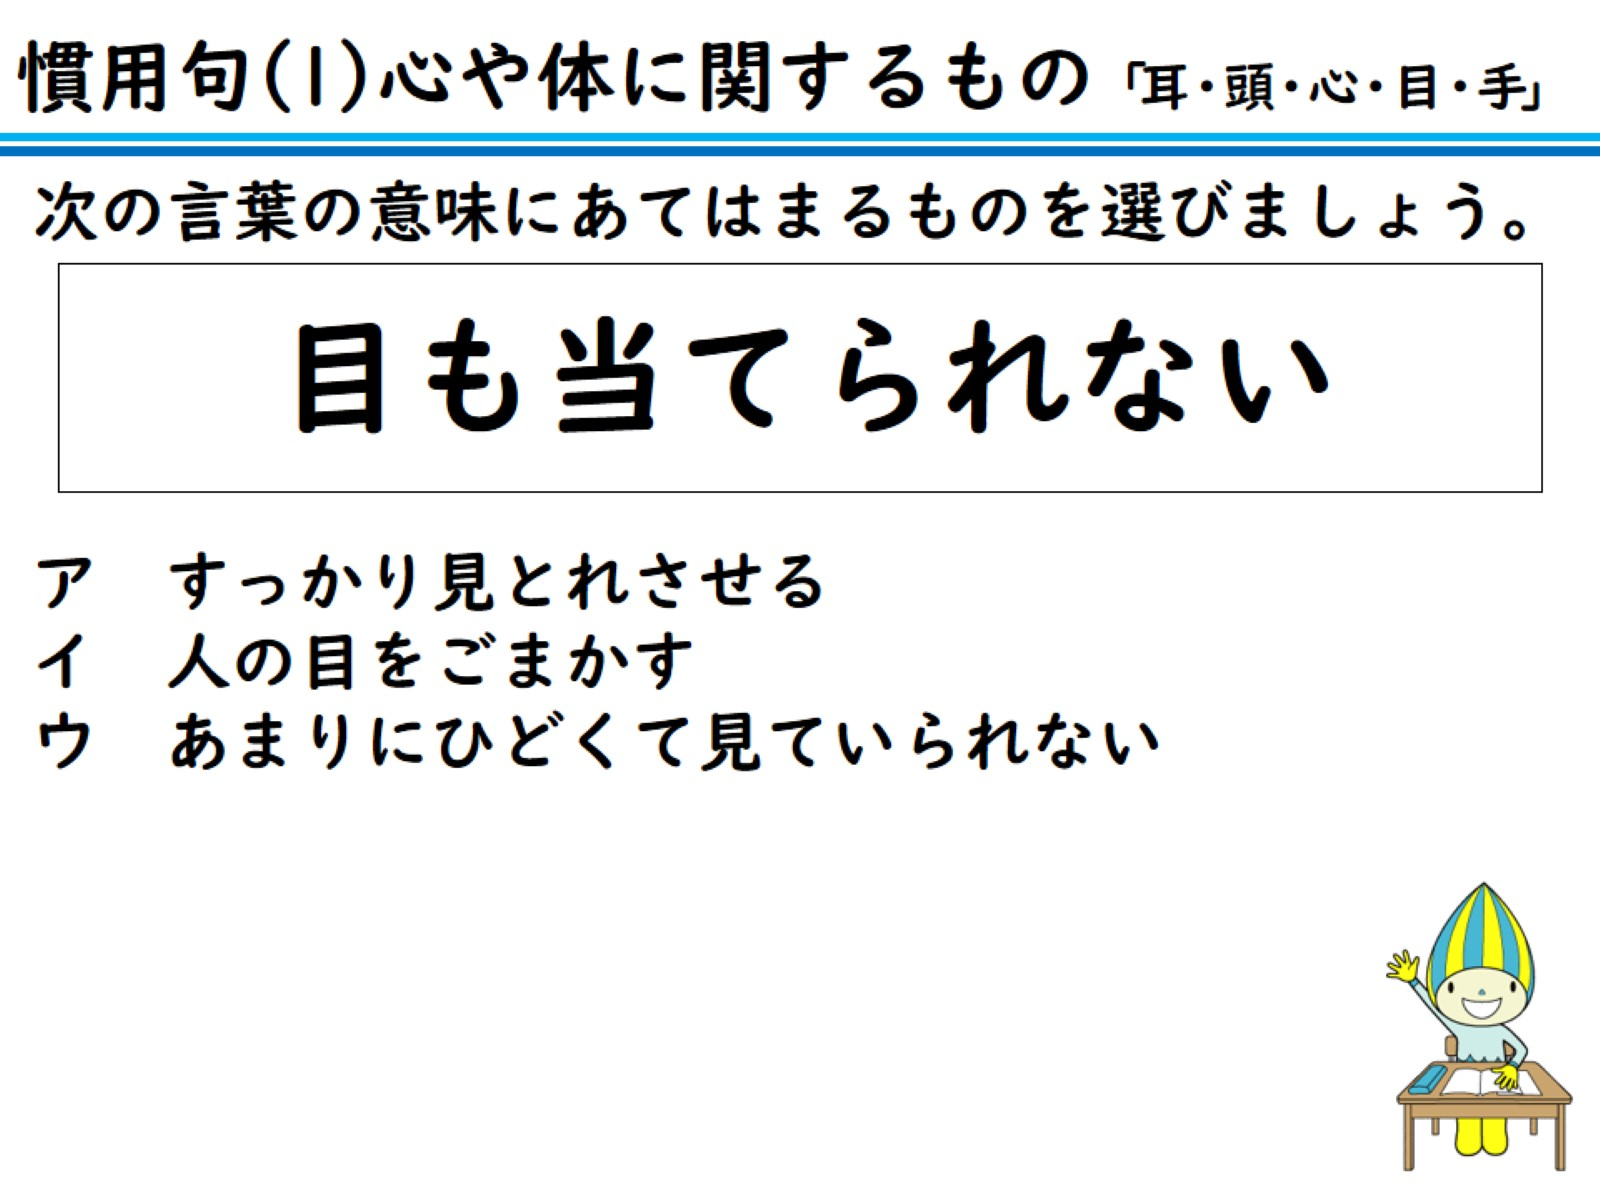 慣用句(1)心や体に関するもの「耳・頭・心・目・手」
次の言葉の意味にあてはまるものを選びましょう。
目も当てられない
ア　すっかり見とれさせる
イ　人の目をごまかす
ウ　あまりにひどくて見ていられない